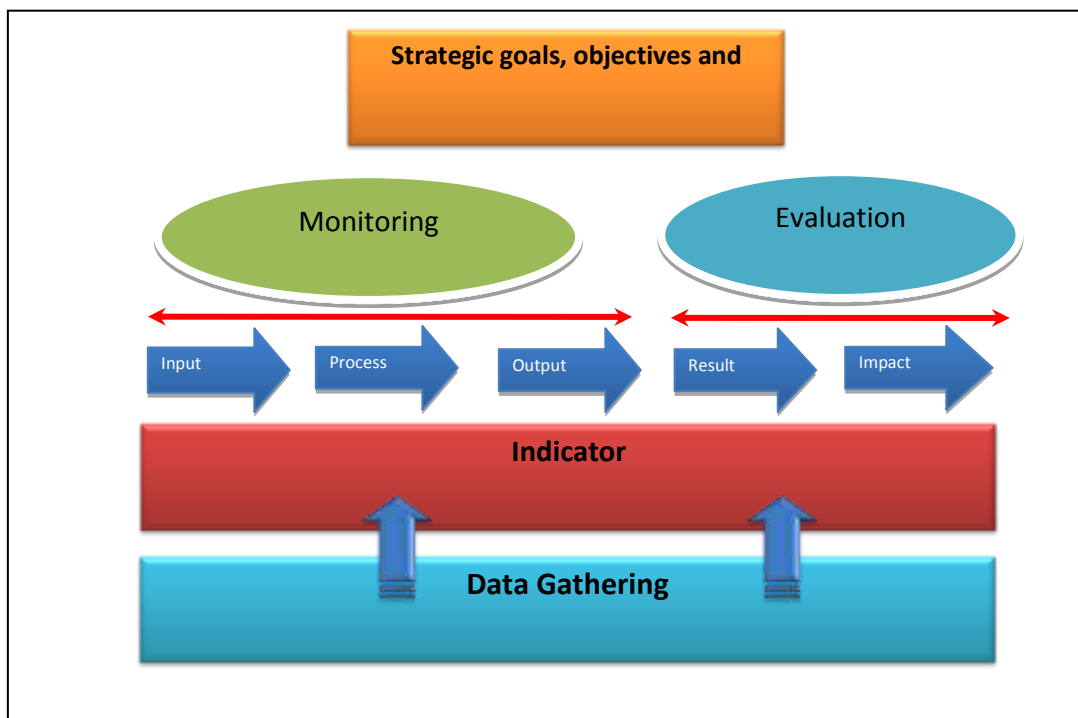 Strategic goals, objectives and
Monitoring
Evaluation
Input
Process
Output
Result
Impact
Indicator
Data Gathering